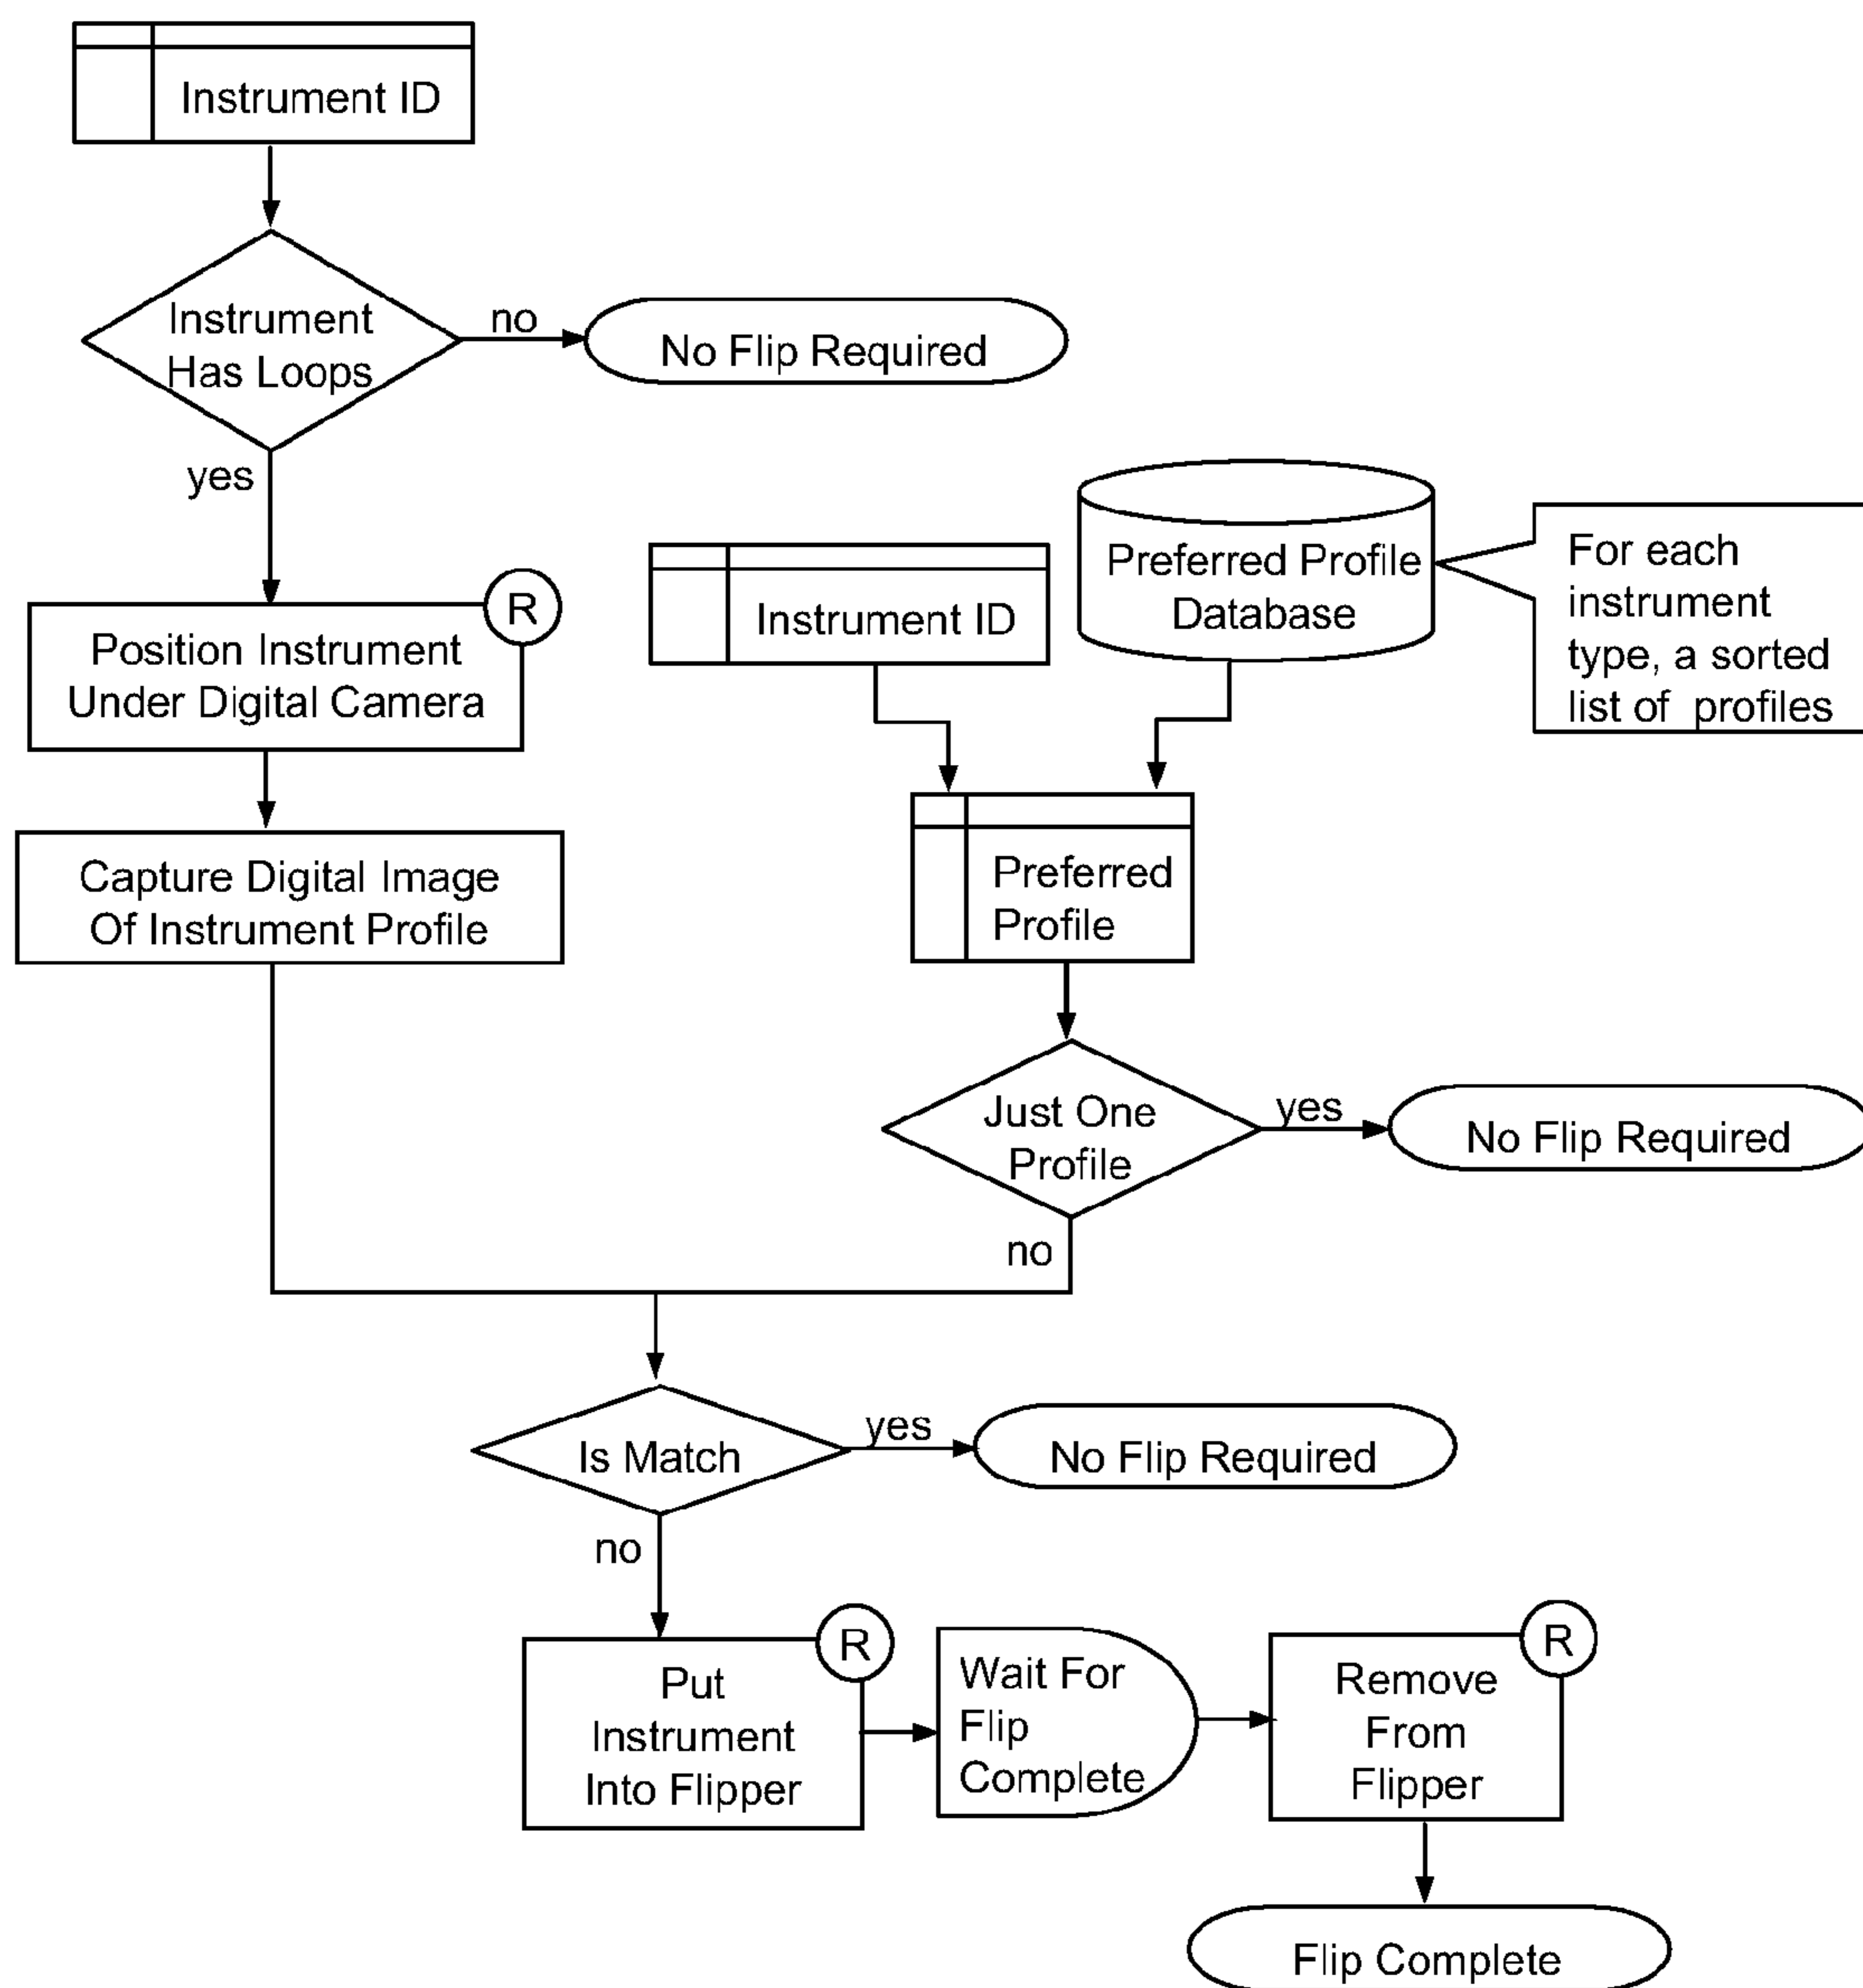 Instrument ID
Instrument
Has Loops
no
No Flip Required
yes
Preferred Profile
Database
For each
instrument
type, a sorted
list of profiles
Instrument ID
R
Position Instrument
Under Digital Camera
Capture Digital Image
Of Instrument Profile
Preferred
Profile
Just One
Profile
yes
No Flip Required
no
Is Match
yes
No Flip Required
no
R
Put
Instrument
Into Flipper
Wait For
Flip
Complete
R
Remove
From
Flipper
Flip Complete